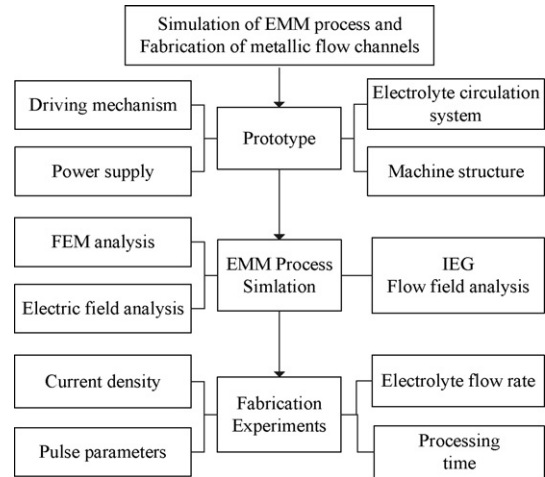 Simulation of EMM process and
Fabrication of metallic flow channels
Driving mechanism
Power supply
Prototype
Electrolyte circulation
system
Machine structure
FEM analysis
Electric field analysis
EMM Process
Simlation
IEG
Flow field analysis
Current density
Pulse parameters
Fabrication
Experiments
Electrolyte flow rate
Processing
time